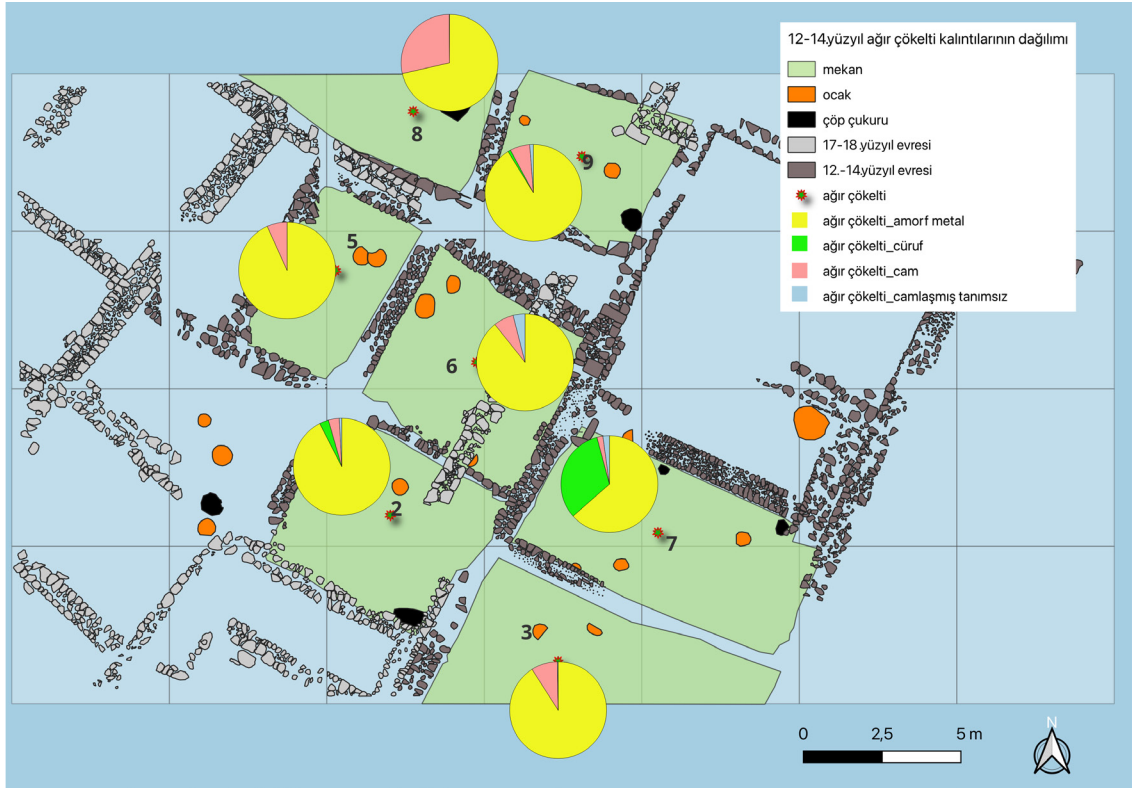 12-14.yüzyıl ağır çökelti kalıntılarının dağılımı
mekan
ocak
çöp çukuru
17-18.yüzyıl evresi
12.-14.yüzyıl evresi
ağır çökelti
ağır çökelti_amorf metal
ağır çökelti_cüruf
ağır çökelti_cam
ağır çökelti_camlaşmış tanımsız
8
9
5
6
2
7
3
0 2,5 5 m
N